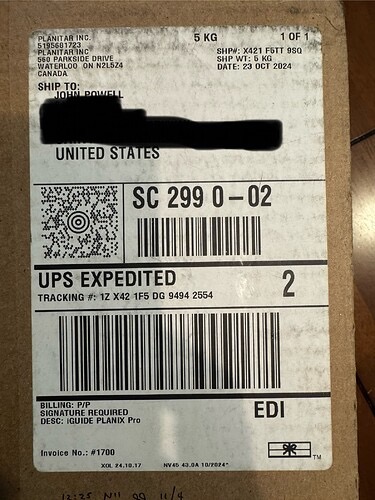 PLANITAR INC. 5 KG 1 OF 1
5195681723
PLANITAR INC
560 PARKSIDE DRIVE
WATERLOO ON N2L5Z4
CANADA
SHP#: X421 F5TT 9SQ
SHP WT: 5 KG
DATE: 23 OCT 2024
SHIP TO:
JOHN POWELL
UNITED STATES
SC 299 0-02
UPS EXPEDITED 2
TRACKING #: 1Z X42 1F5 DG 9494 2554
BILLING: P/P
SIGNATURE REQUIRED
DESC: iGUIDE PLANIX Pro
EDI
Invoice No.: #1700
XOL 24.10.17 NV45 43.0A 10/2024*
TM